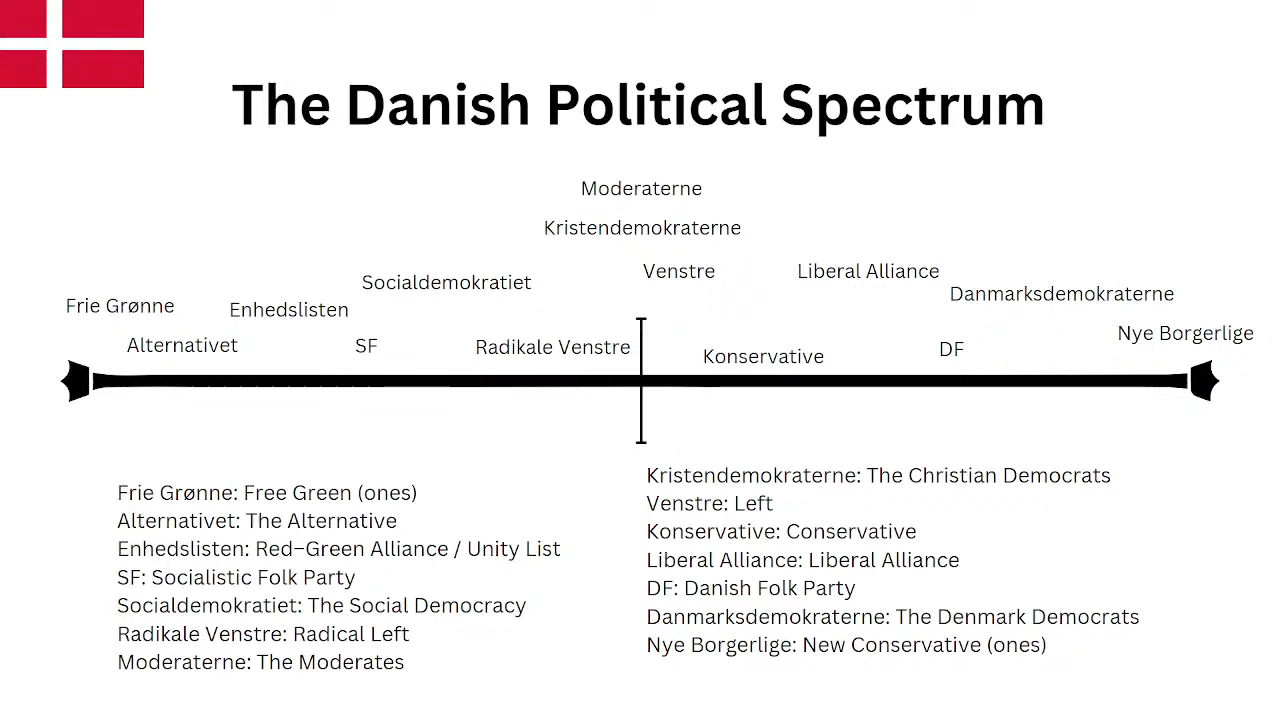 The Danish Political Spectrum
Moderaterne
Kristendemokraterne
Venstre
Liberal Alliance
Socialdemokratiet
Danmarksdemokraterne
Frie Grønne
Enhedslisten
Nye Borgerlige
Alternativet
SF
Radikale Venstre
Konservative
DF
Frie Grønne: Free Green (ones)
Alternativet: The Alternative
Enhedslisten: Red–Green Alliance / Unity List
SF: Socialistic Folk Party
Socialdemokratiet: The Social Democracy
Radikale Venstre: Radical Left
Moderaterne: The Moderates
Kristendemokraterne: The Christian Democrats
Venstre: Left
Konservative: Conservative
Liberal Alliance: Liberal Alliance
DF: Danish Folk Party
Danmarksdemokraterne: The Denmark Democrats
Nye Borgerlige: New Conservative (ones)